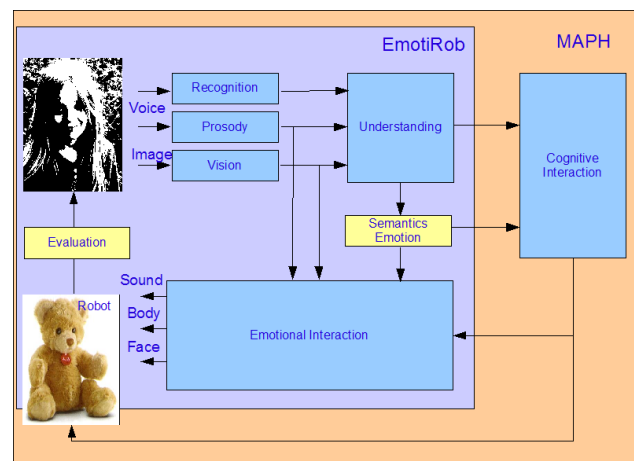 EmotiRob
MAPH
Recognition
Voice
Prosody
Understanding
Image
Vision
Cognitive
Interaction
Semantics
Emotion
Evaluation
Sound
Robot
Body
Emotional Interaction
Face